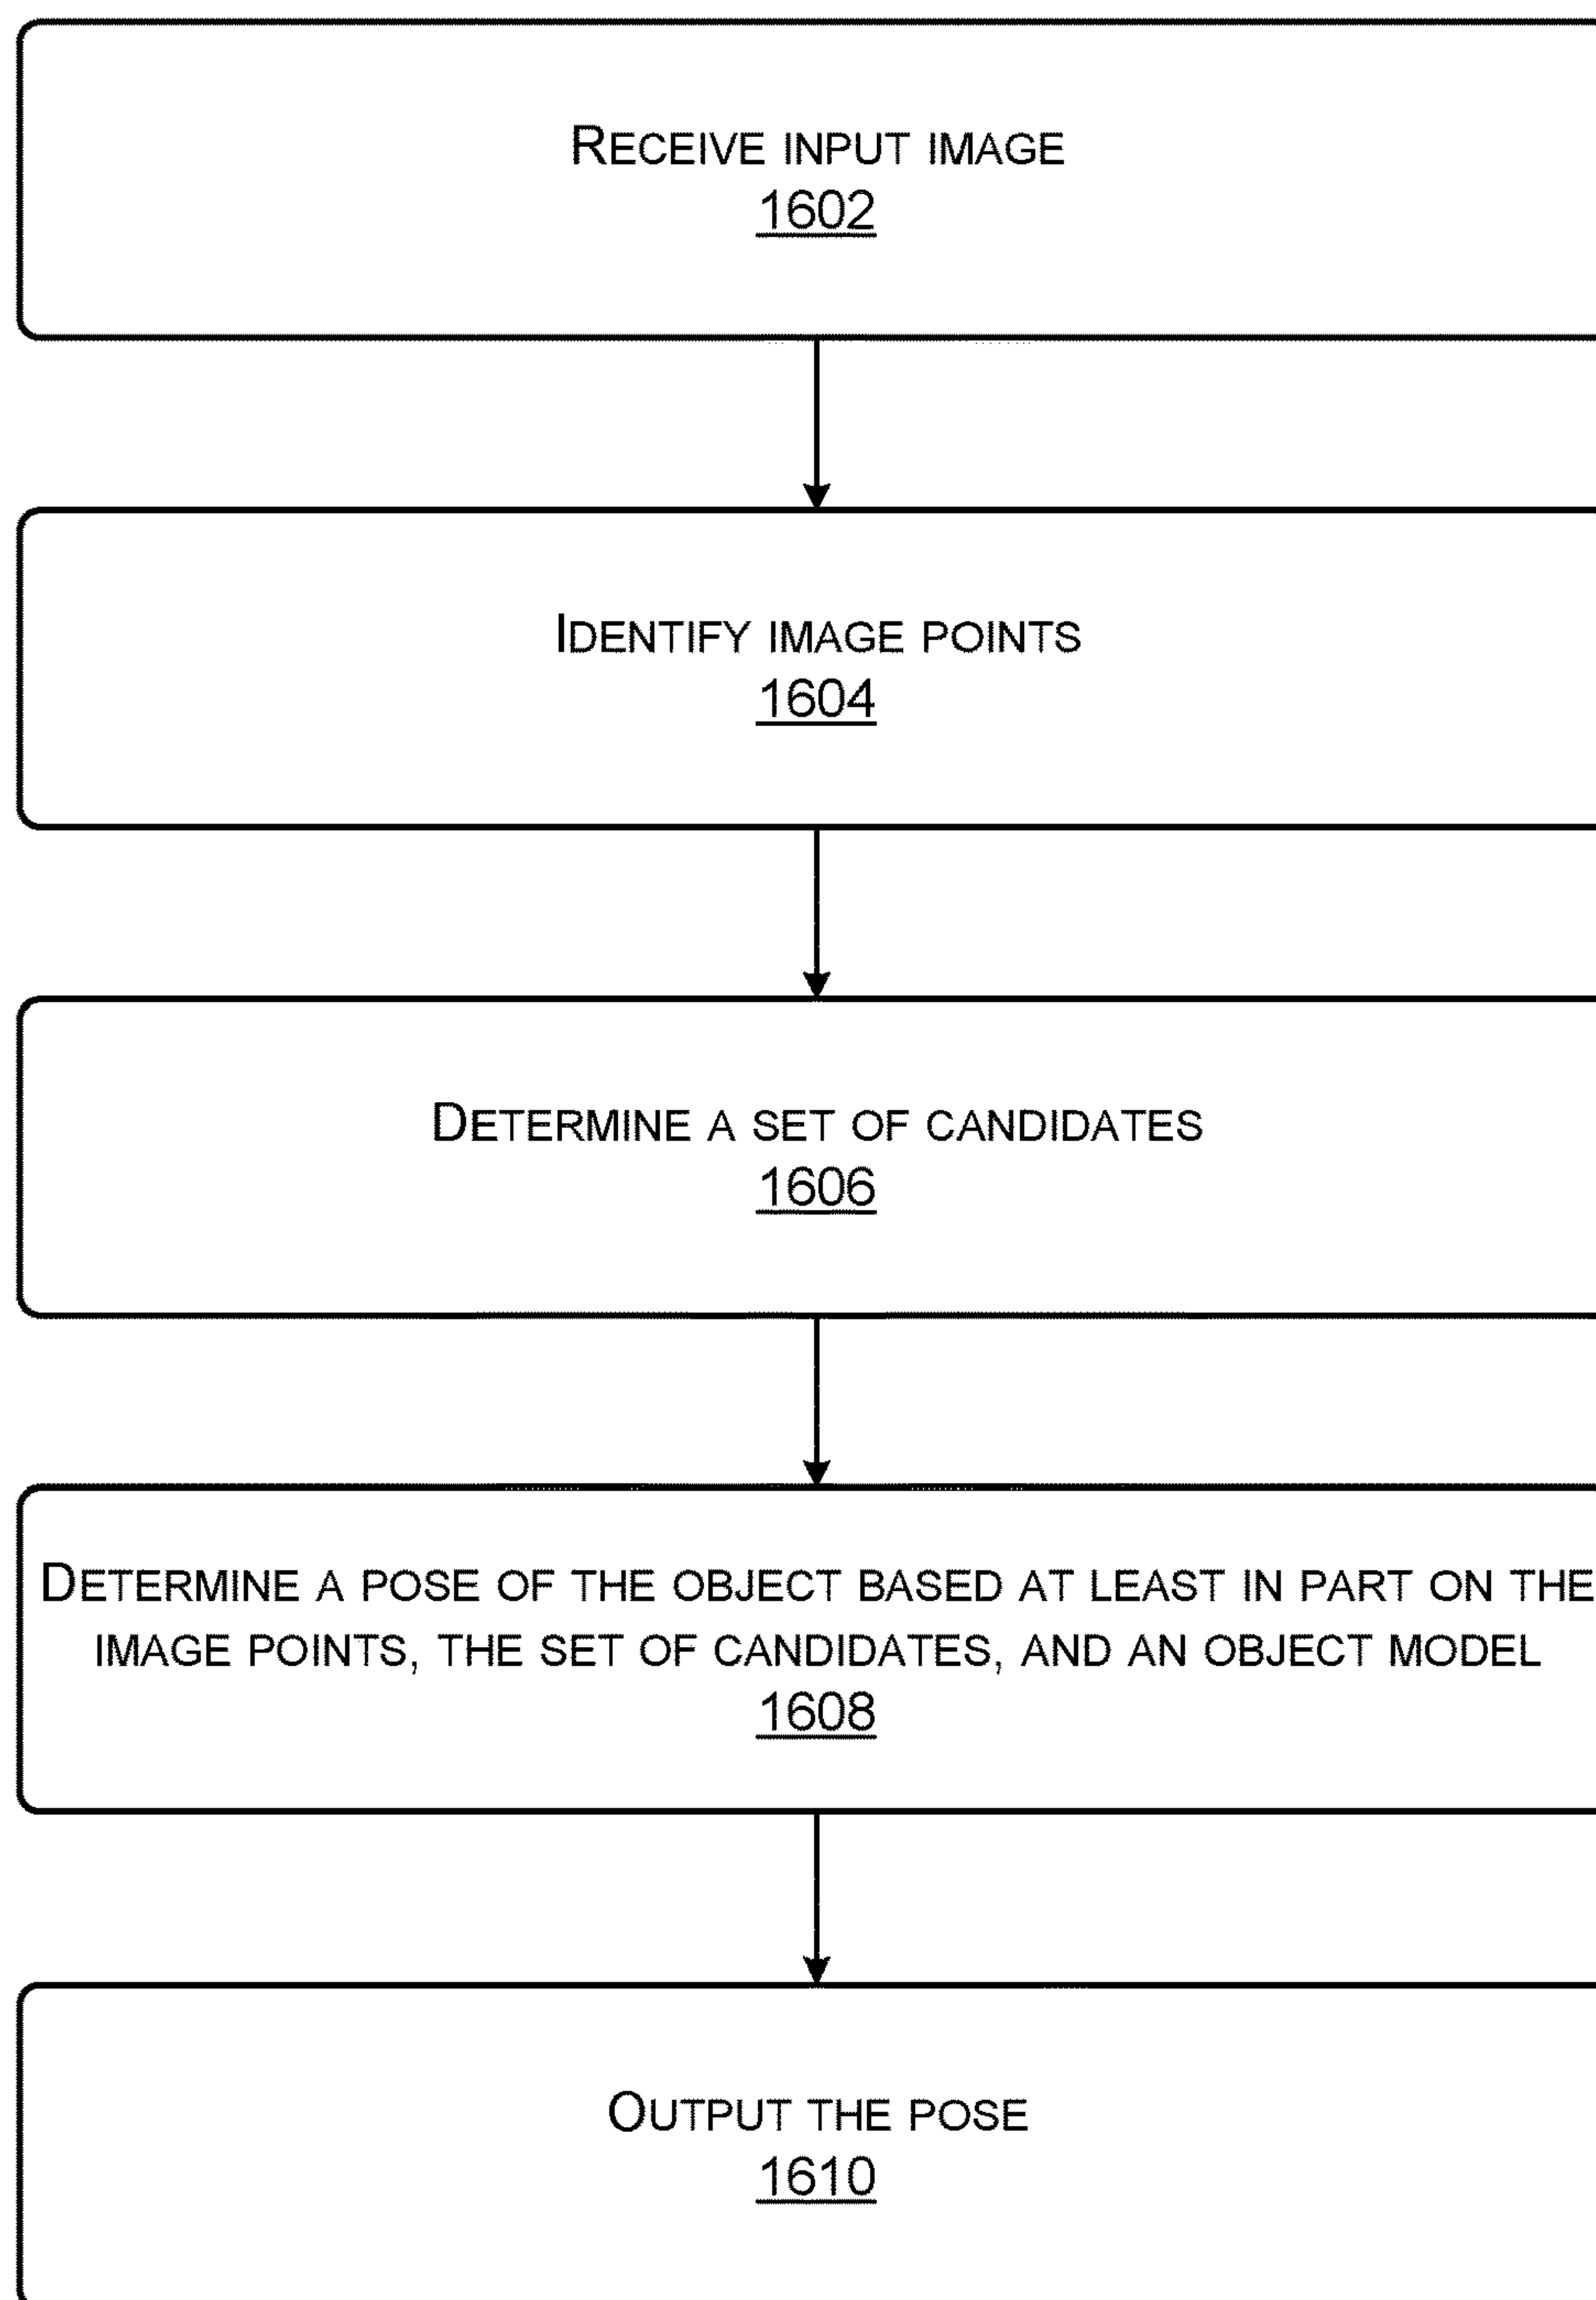 RECEIVE INPUT IMAGE
1602
IDENTIFY IMAGE POINTS
1604
DETERMINE A SET OF CANDIDATES
1606
DETERMINE A POSE OF THE OBJECT BASED AT LEAST IN PART ON THE
IMAGE POINTS, THE SET OF CANDIDATES, AND AN OBJECT MODEL
1608
OUTPUT THE POSE
1610